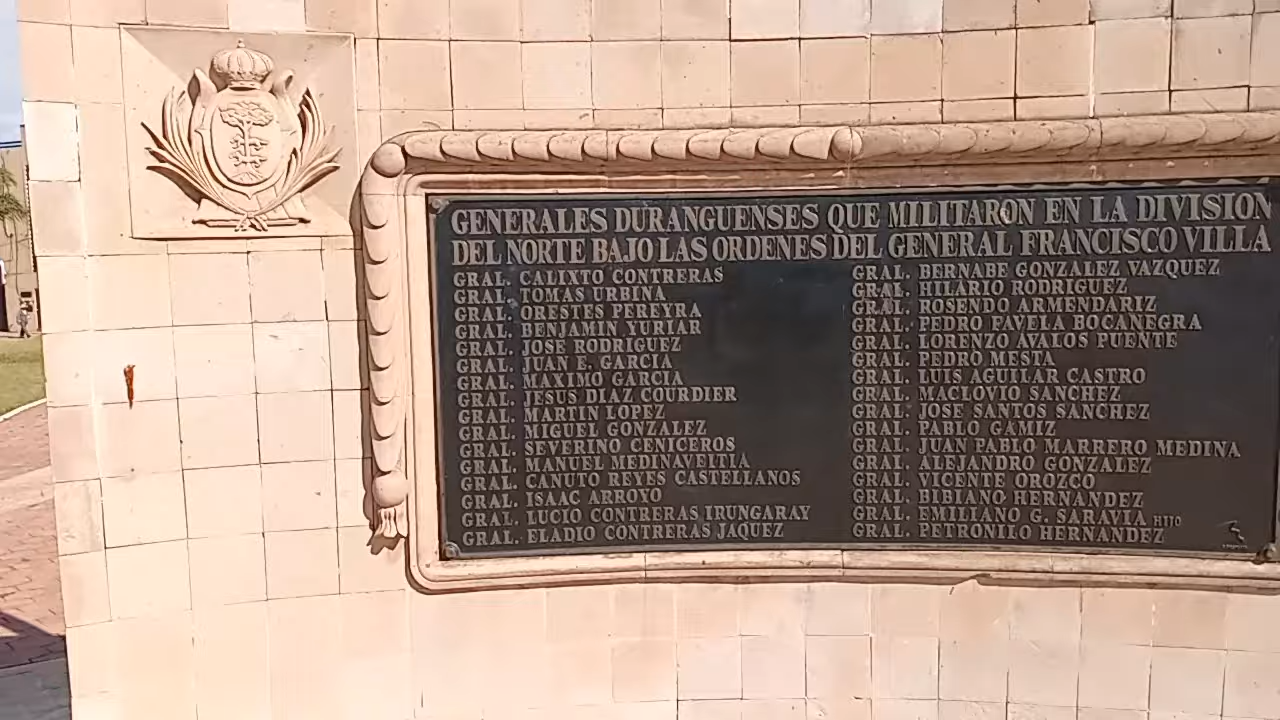 GENERALES DURANGUENSES QUE MILITARON EN LA DIVISION
DEL NORTE BAJO LAS ORDENES DEL GENERAL FRANCISCO VILLA
GRAL. CALIXTO CONTRERAS
GRAL. TOMAS URBINA
GRAL. ORESTES PEREYRA
GRAL. BENJAMIN YURIAR
GRAL. JOSE RODRIGUEZ
GRAL. JUAN E. GARCIA
GRAL. MAXIMO GARCIA
GRAL. JESUS DIAZ COURDIER
GRAL. MARTIN LOPEZ
GRAL. MIGUEL GONZALEZ
GRAL. SEVERINO CENICEROS
GRAL. MANUEL MEDINAVEITIA
GRAL. CANUTO REYES CASTELLANOS
GRAL. ISAAC ARROYO
GRAL. LUCIO CONTRERAS IRUNGARAY
GRAL. ELADIO CONTRERAS JAQUEZ
GRAL. BERNABE GONZALEZ VAZQUEZ
GRAL. HILARIO RODRIGUEZ
GRAL. ROSENDO ARMENDARIZ
GRAL. PEDRO FAVELA BOCANEGRA
GRAL. LORENZO AVALOS PUENTE
GRAL. PEDRO MESTA
GRAL. LUIS AGUILAR CASTRO
GRAL. MACLOVIO SANCHEZ
GRAL. JOSE SANTOS SANCHEZ
GRAL. PABLO GAMIZ
GRAL. JUAN PABLO MARRERO MEDINA
GRAL. ALEJANDRO GONZALEZ
GRAL. VICENTE OROZCO
GRAL. BIBIANO HERNANDEZ
GRAL. EMILIANO G. SARAVIA HIJO
GRAL. PETRONILO HERNANDEZ